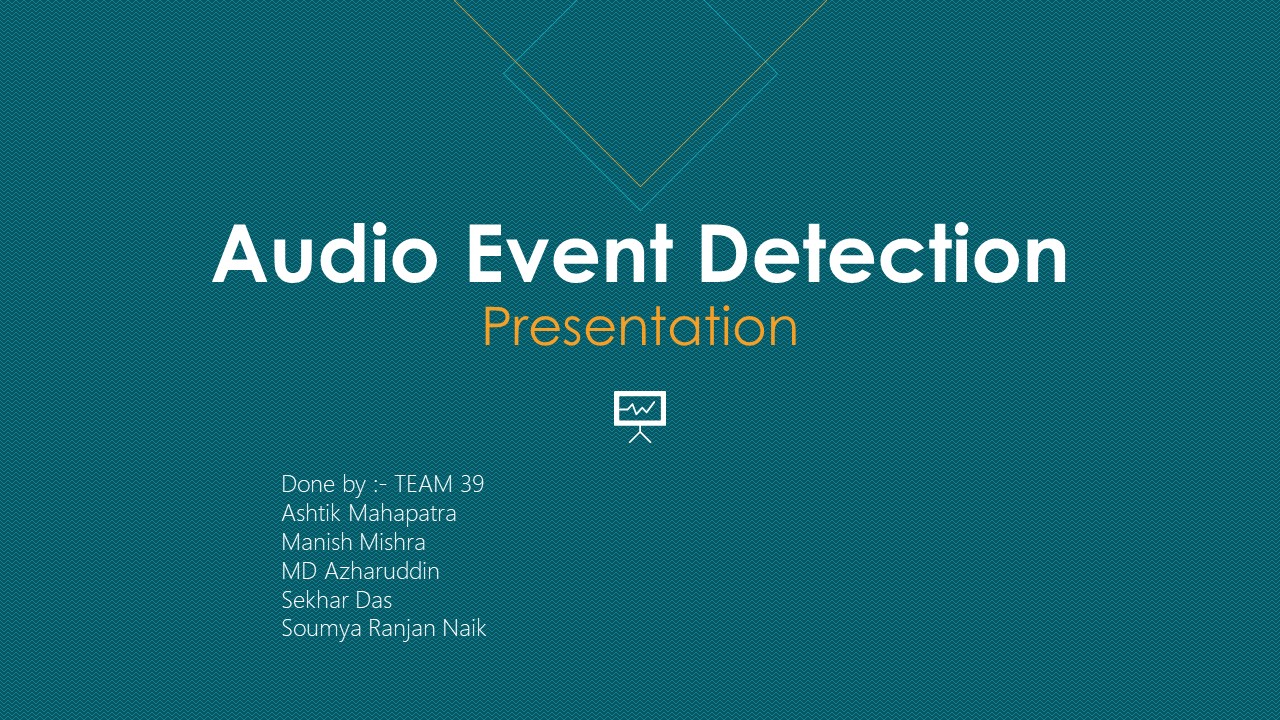 Audio Event Detection
Presentation
Done by :- TEAM 39
Ashtik Mahapatra
Manish Mishra
MD Azharuddin
Sekhar Das
Soumya Ranjan Naik